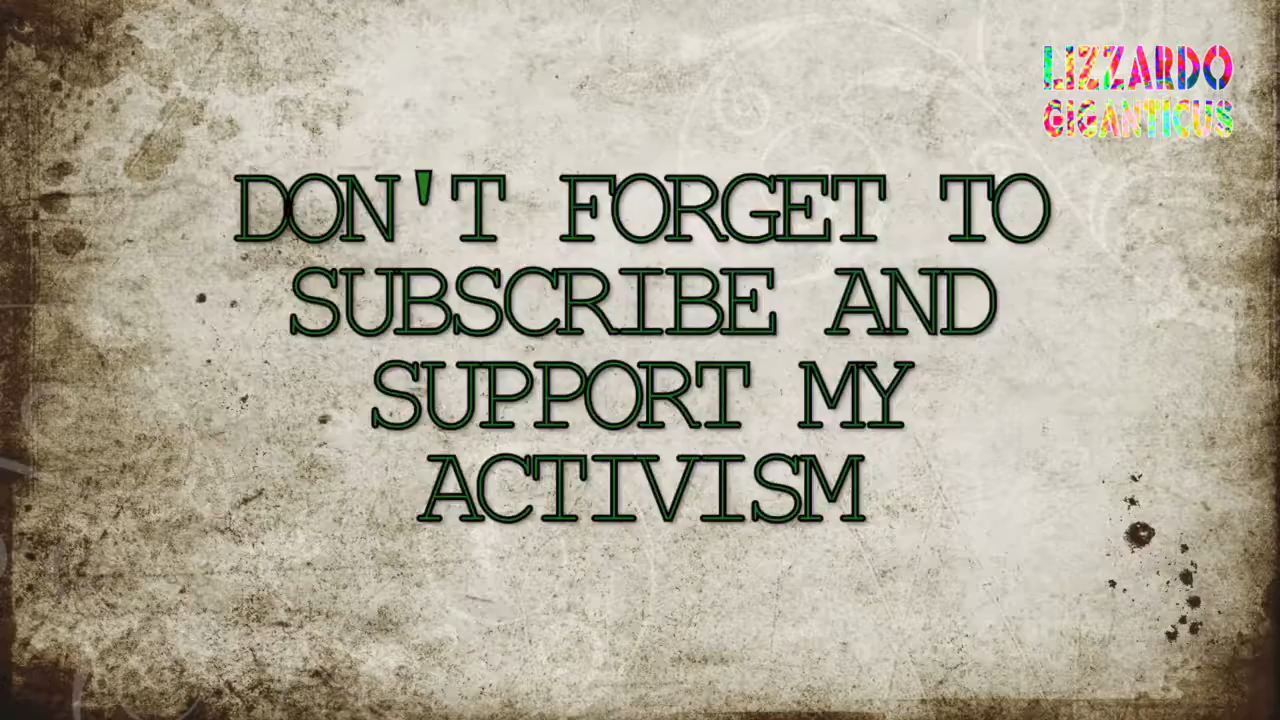 LIZZARDO
GIGANTICUS
DON'T FORGET TO
SUBSCRIBE AND
SUPPORT MY
ACTIVISM